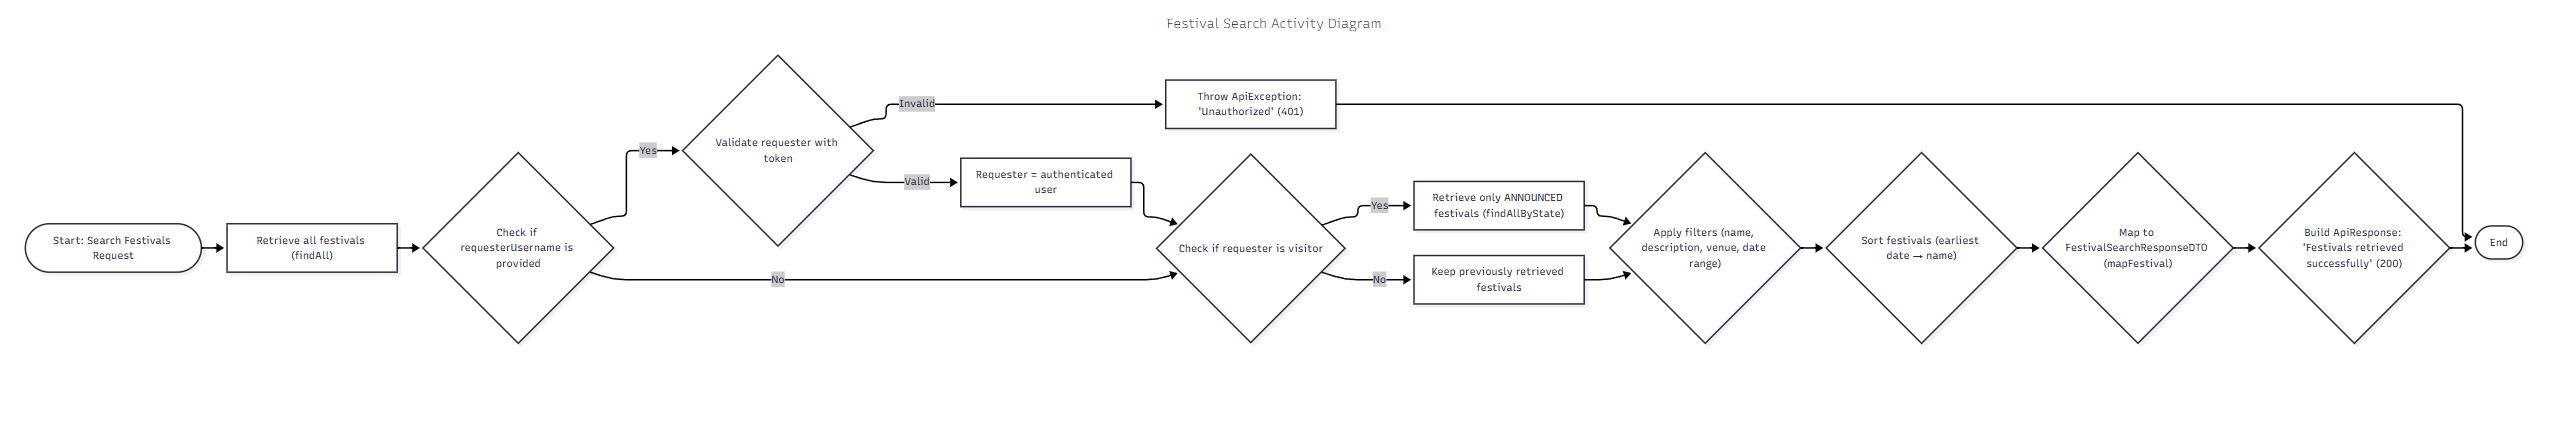 Festival Search Activity Diagram
Start: Search Festivals
Request
Retrieve all festivals
(findAll)
Check if
requesterUsername is
provided
Yes
No
Validate requester with
token
Invalid
Valid
Throw ApiException:
'Unauthorized' (401)
Requester = authenticated
user
Check if requester is visitor
Yes
No
Retrieve only ANNOUNCED
festivals (findAllByState)
Keep previously retrieved
festivals
Apply filters (name,
description, venue, date
range)
Sort festivals (earliest
date → name)
Map to
FestivalSearchResponseDTO
(mapFestival)
Build ApiResponse:
'Festivals retrieved
successfully' (200)
End